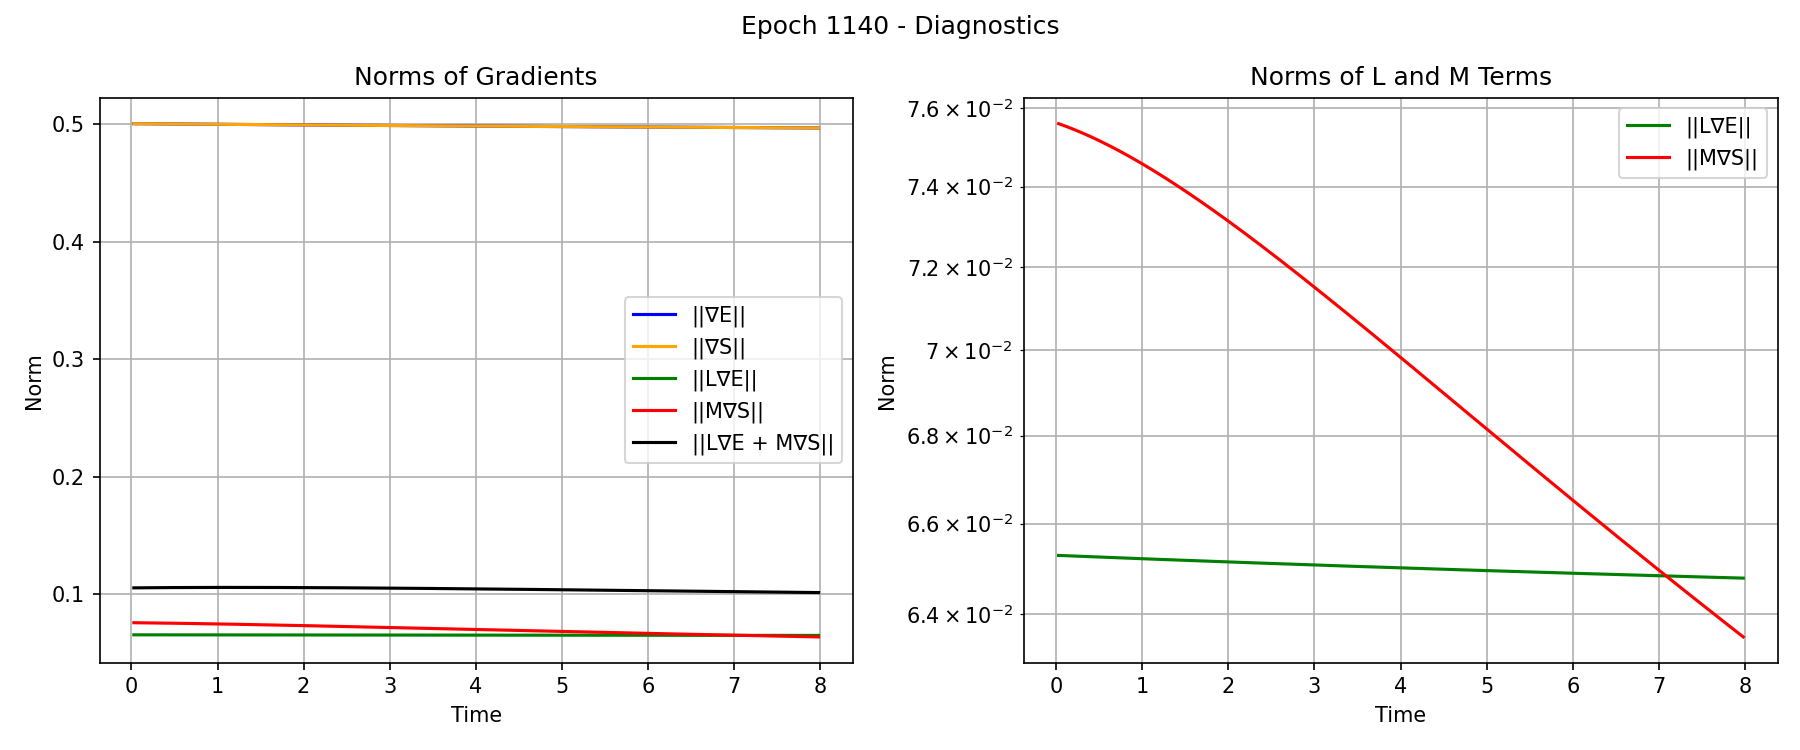 Epoch 1140 - Diagnostics
Norms of Gradients
Norm
0.5
0.4
0.3
0.2
0.1
||∇E||
||∇S||
||L∇E||
||M∇S||
||L∇E + M∇S||
0 1 2 3 4 5 6 7 8
Time
Norms of L and M Terms
Norm
7.6 × 10⁻²
7.4 × 10⁻²
7.2 × 10⁻²
7 × 10⁻²
6.8 × 10⁻²
6.6 × 10⁻²
6.4 × 10⁻²
||L∇E||
||M∇S||
0 1 2 3 4 5 6 7 8
Time